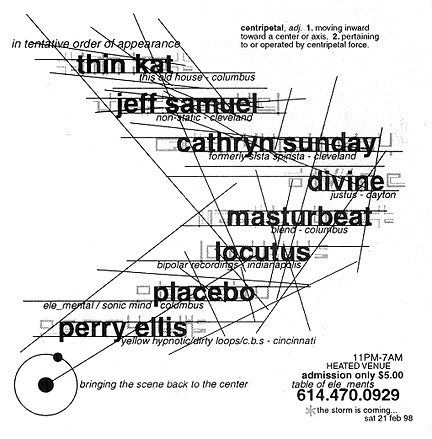 centripetal, adj. 1. moving inward
toward a center or axis. 2. pertaining
to or operated by centripetal force.
in tentative order of appearance
thin kat
this old house - columbus
jeff samuel
non-static - cleveland
cathryn sunday
formerly sista spinsta - cleveland
divine
justus - dayton
masturbeat
blend - columbus
locutus
bipolar recordings - indianapolis
placebo
ele_mental / sonic mind - columbus
perry ellis
yellow hypnotic/dirty loops/c.b.s - cincinnati
11PM-7AM
HEATED VENUE
admission only $5.00
bringing the scene back to the center
table of ele_ments
614.470.0929
the storm is coming...
sat 21 feb 98